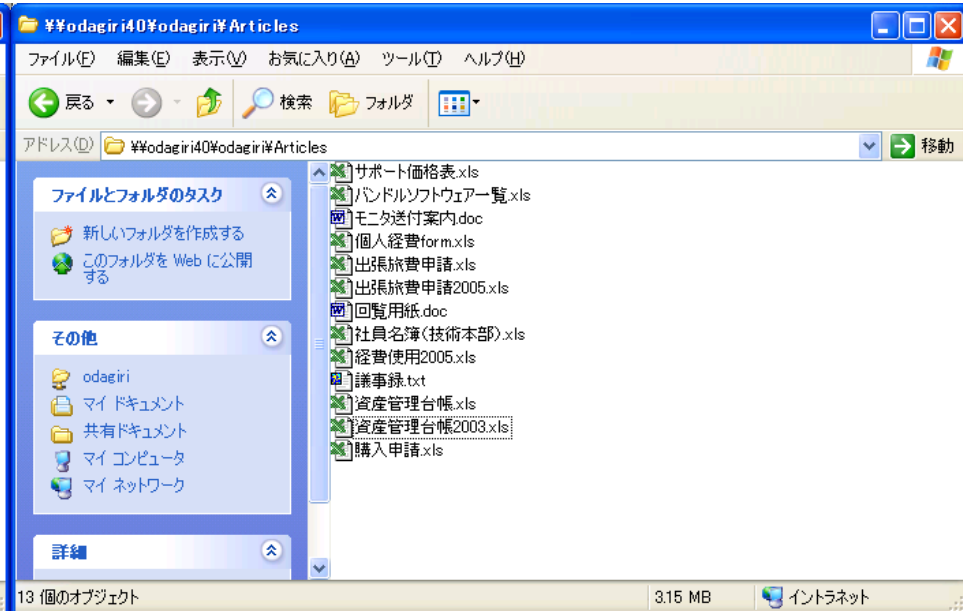 ¥¥odagiri40¥odagiri¥Articles
ファイル(F) 編集(E) 表示(V) お気に入り(A) ツール(T) ヘルプ(H)
戻る 検索 フォルダ
アドレス(D) ¥¥odagiri40¥odagiri¥Articles 移動
ファイルとフォルダのタスク
新しいフォルダを作成する
このフォルダを Web に公開
する
その他
odagiri
マイ ドキュメント
共有ドキュメント
マイ コンピュータ
マイ ネットワーク
詳細
サポート価格表.xls
バンドルソフトウェアー覧.xls
モニタ送付案内.doc
個人経費form.xls
出張旅費申請.xls
出張旅費申請2005.xls
回覧用紙.doc
社員名簿(技術本部).xls
経費使用2005.xls
議事録.txt
資産管理台帳.xls
資産管理台帳2003.xls
購入申請.xls
13 個のオブジェクト 3.15 MB イントラネット